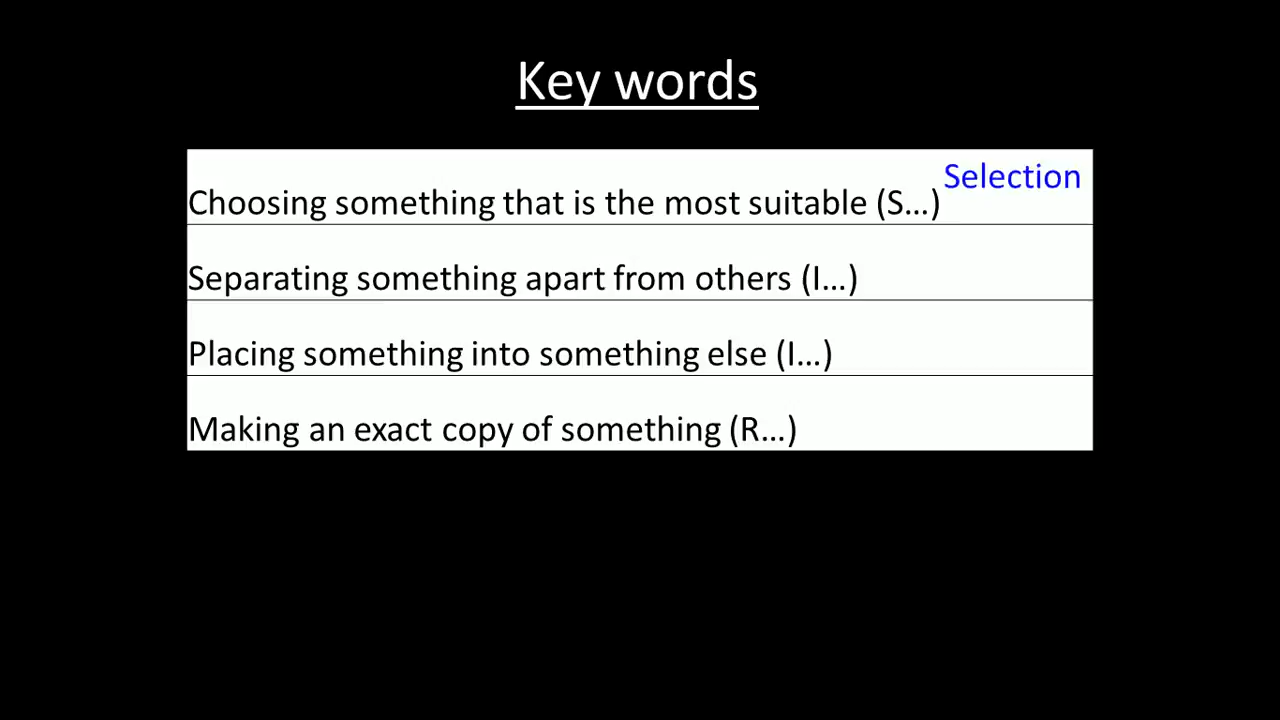 Key words
Selection
Choosing something that is the most suitable (S...)
Separating something apart from others (I...)
Placing something into something else (I...)
Making an exact copy of something (R...)